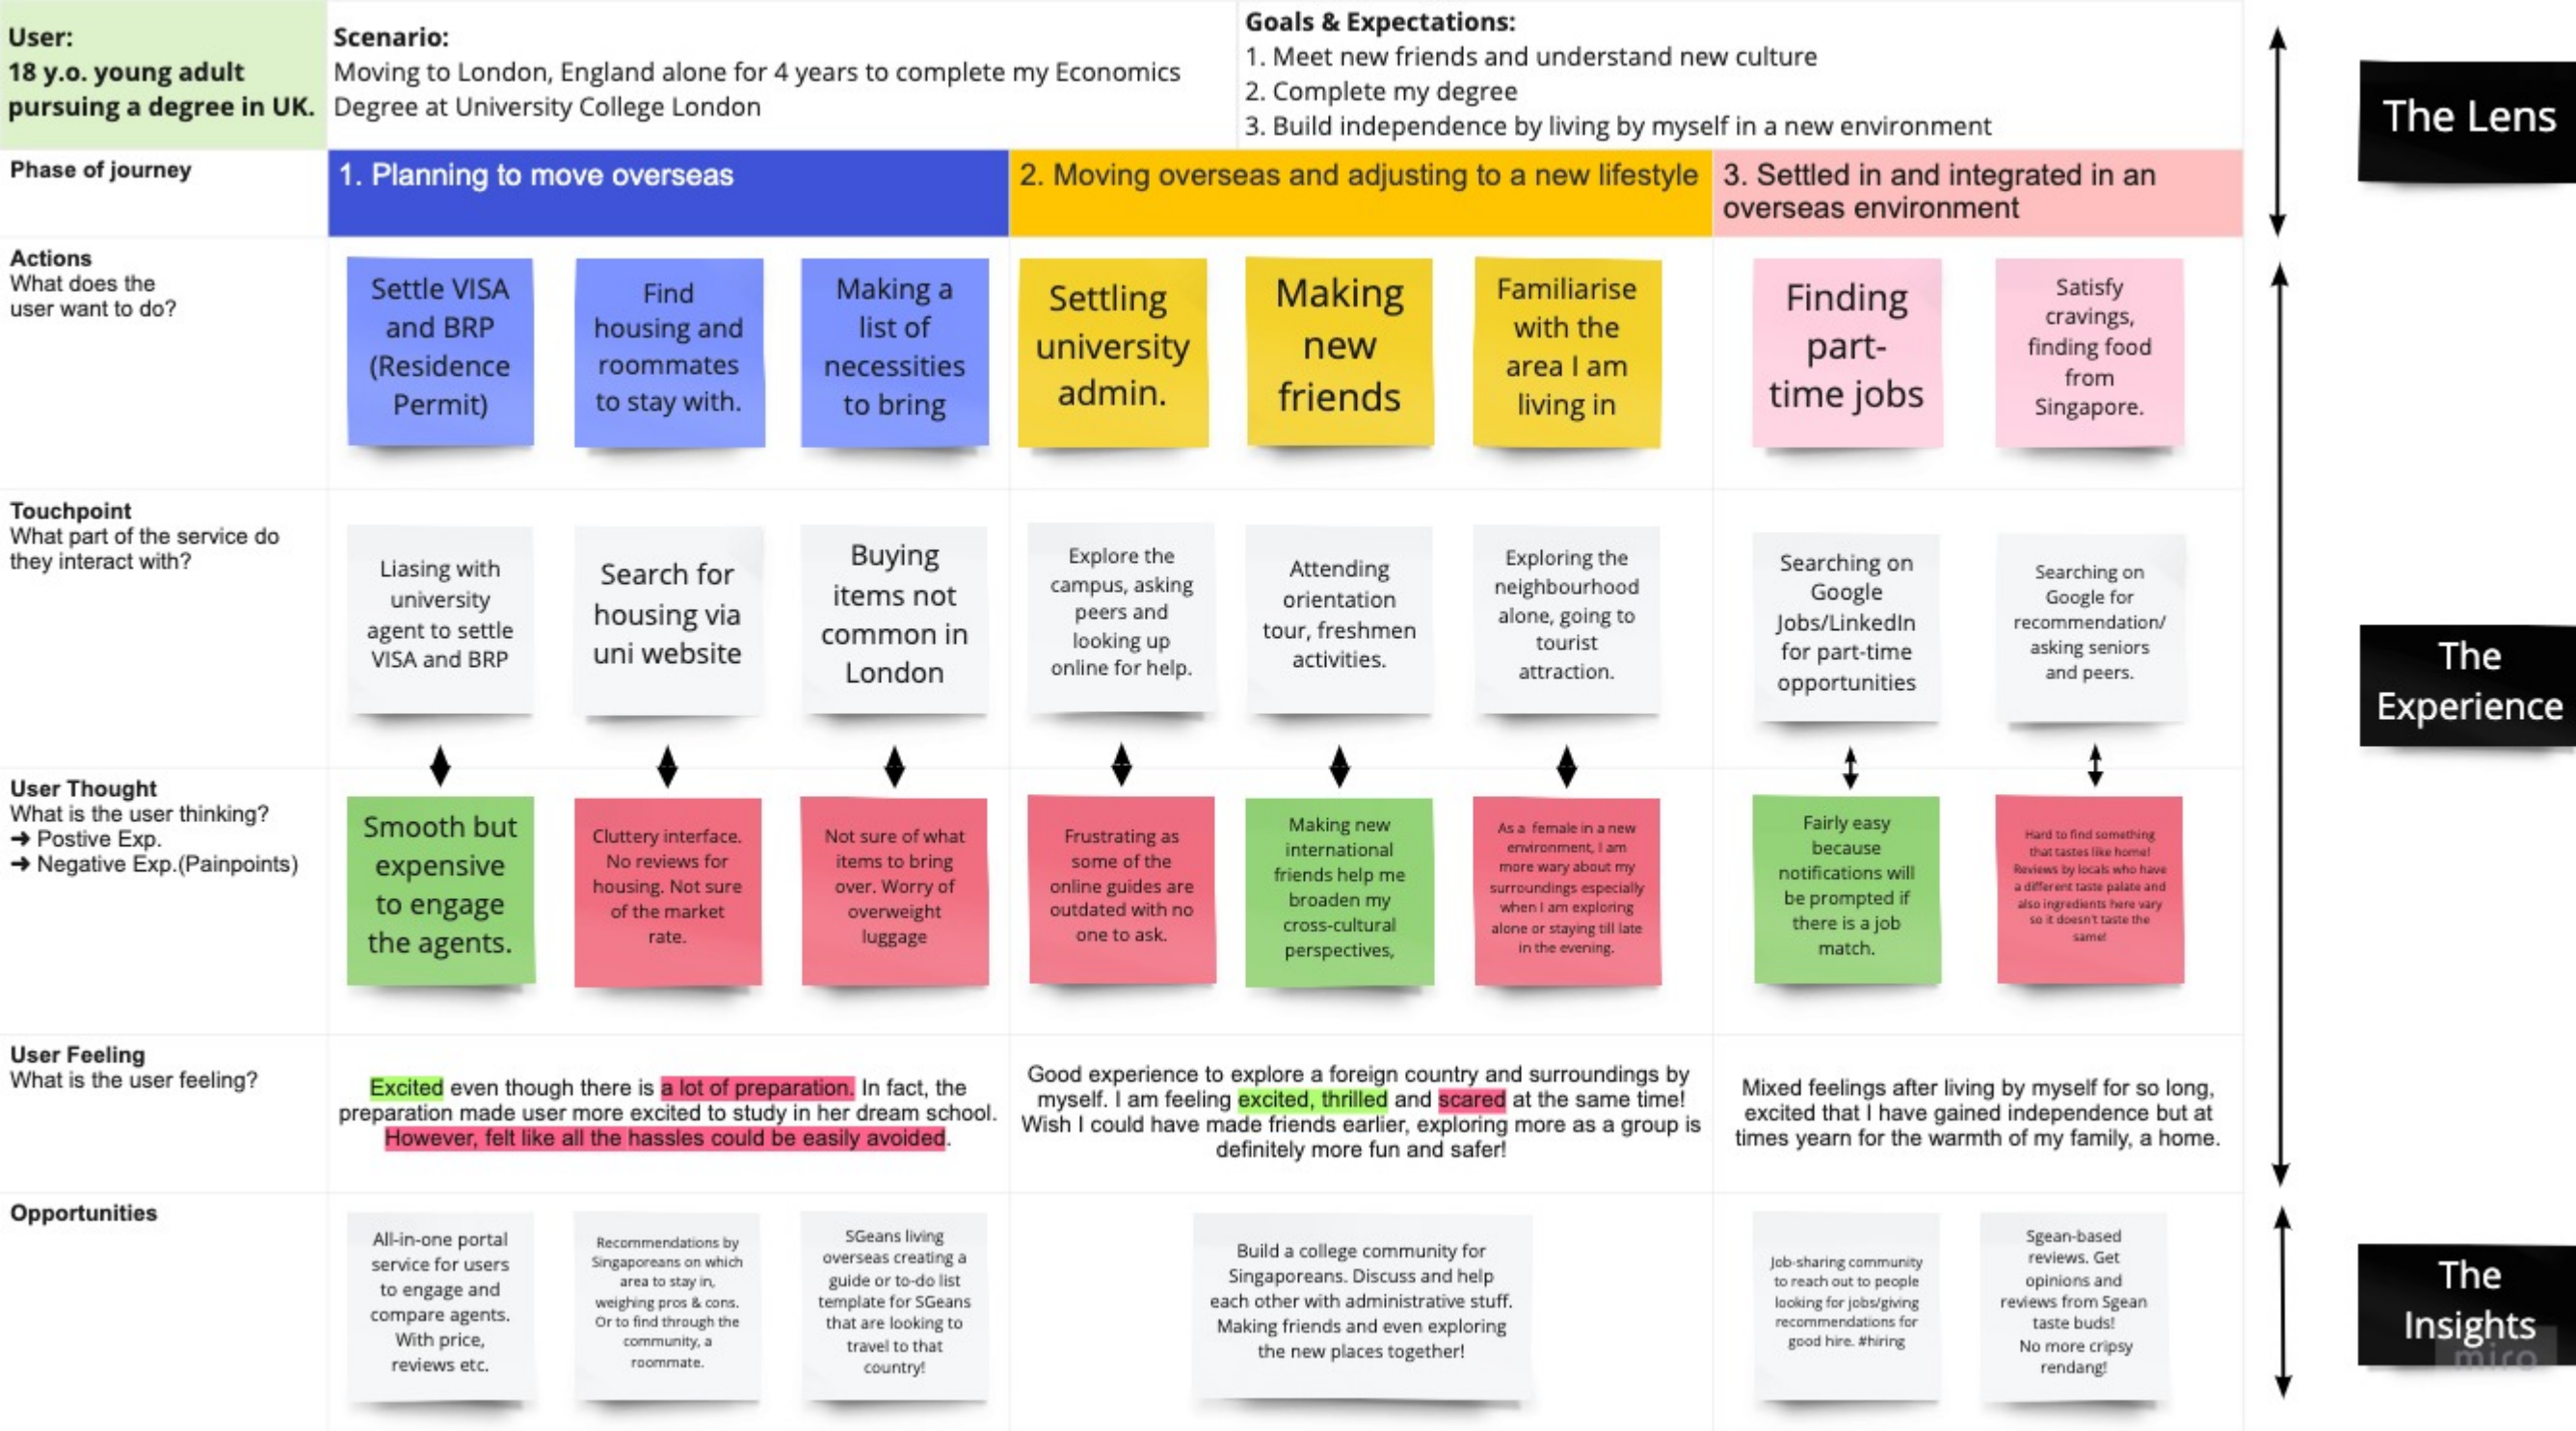 User:
18 y.o. young adult
pursuing a degree in UK.
Scenario:
Moving to London, England alone for 4 years to complete my Economics
Degree at University College London
Goals & Expectations:
1. Meet new friends and understand new culture
2. Complete my degree
3. Build independence by living by myself in a new environment
The Lens
Phase of journey
1. Planning to move overseas
2. Moving overseas and adjusting to a new lifestyle
3. Settled in and integrated in an
overseas environment
Actions
What does the
user want to do?
Settle VISA
and BRP
(Residence
Permit)
Find
housing and
roommates
to stay with.
Making a
list of
necessities
to bring
Settling
university
admin.
Making
new
friends
Familiarise
with the
area I am
living in
Finding
part-
time jobs
Satisfy
cravings,
finding food
from
Singapore.
Touchpoint
What part of the service do
they interact with?
Liasing with
university
agent to settle
VISA and BRP
Search for
housing via
uni website
Buying
items not
common in
London
Explore the
campus, asking
peers and
looking up
online for help.
Attending
orientation
tour, freshmen
activities.
Exploring the
neighbourhood
alone, going to
tourist
attraction.
Searching on
Google
Jobs/LinkedIn
for part-time
opportunities
Searching on
Google for
recommendation/
asking seniors
and peers.
The
Experience
User Thought
What is the user thinking?
➜ Postive Exp.
➜ Negative Exp.(Painpoints)
Smooth but
expensive
to engage
the agents.
Cluttery interface.
No reviews for
housing. Not sure
of the market
rate.
Not sure of what
items to bring
over. Worry of
overweight
luggage
Frustrating as
some of the
online guides are
outdated with no
one to ask.
Making new
international
friends help me
broaden my
cross-cultural
perspectives,
As a female in a new
environment, I am
more wary about my
surroundings especially
when I am exploring
alone or staying till late
in the evening.
Fairly easy
because
notifications will
be prompted if
there is a job
match.
Hard to find something
that tastes like home!
Reviews by locals who have
a different taste palate and
also ingredients here vary
so it doesn't taste the
same!
User Feeling
What is the user feeling?
Excited even though there is a lot of preparation. In fact, the
preparation made user more excited to study in her dream school.
However, felt like all the hassles could be easily avoided.
Good experience to explore a foreign country and surroundings by
myself. I am feeling excited, thrilled and scared at the same time!
Wish I could have made friends earlier, exploring more as a group is
definitely more fun and safer!
Mixed feelings after living by myself for so long,
excited that I have gained independence but at
times yearn for the warmth of my family, a home.
Opportunities
All-in-one portal
service for users
to engage and
compare agents.
With price,
reviews etc.
Recommendations by
Singaporeans on which
area to stay in,
weighing pros & cons.
Or to find through the
community, a
roommate.
SGeans living
overseas creating a
guide or to-do list
template for SGeans
that are looking to
travel to that
country!
Build a college community for
Singaporeans. Discuss and help
each other with administrative stuff.
Making friends and even exploring
the new places together!
Job-sharing community
to reach out to people
looking for jobs/giving
recommendations for
good hire. #hiring
Sgean-based
reviews. Get
opinions and
reviews from Sgean
taste buds!
No more cripsy
rendang!
The
Insights
miro